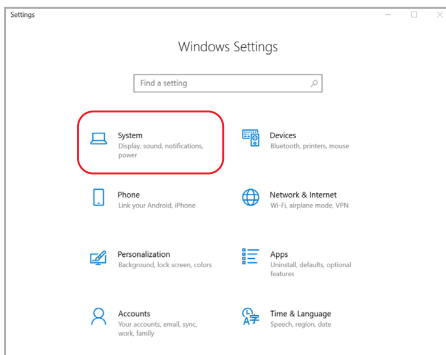 Settings
Windows Settings
Find a setting
System
Display, sound, notifications,
power
Devices
Bluetooth, printers, mouse
Phone
Link your Android, iPhone
Network & Internet
Wi-Fi, airplane mode, VPN
Personalization
Background, lock screen, colors
Apps
Uninstall, defaults, optional
features
Accounts
Your accounts, email, sync,
work, family
Time & Language
Speech, region, date